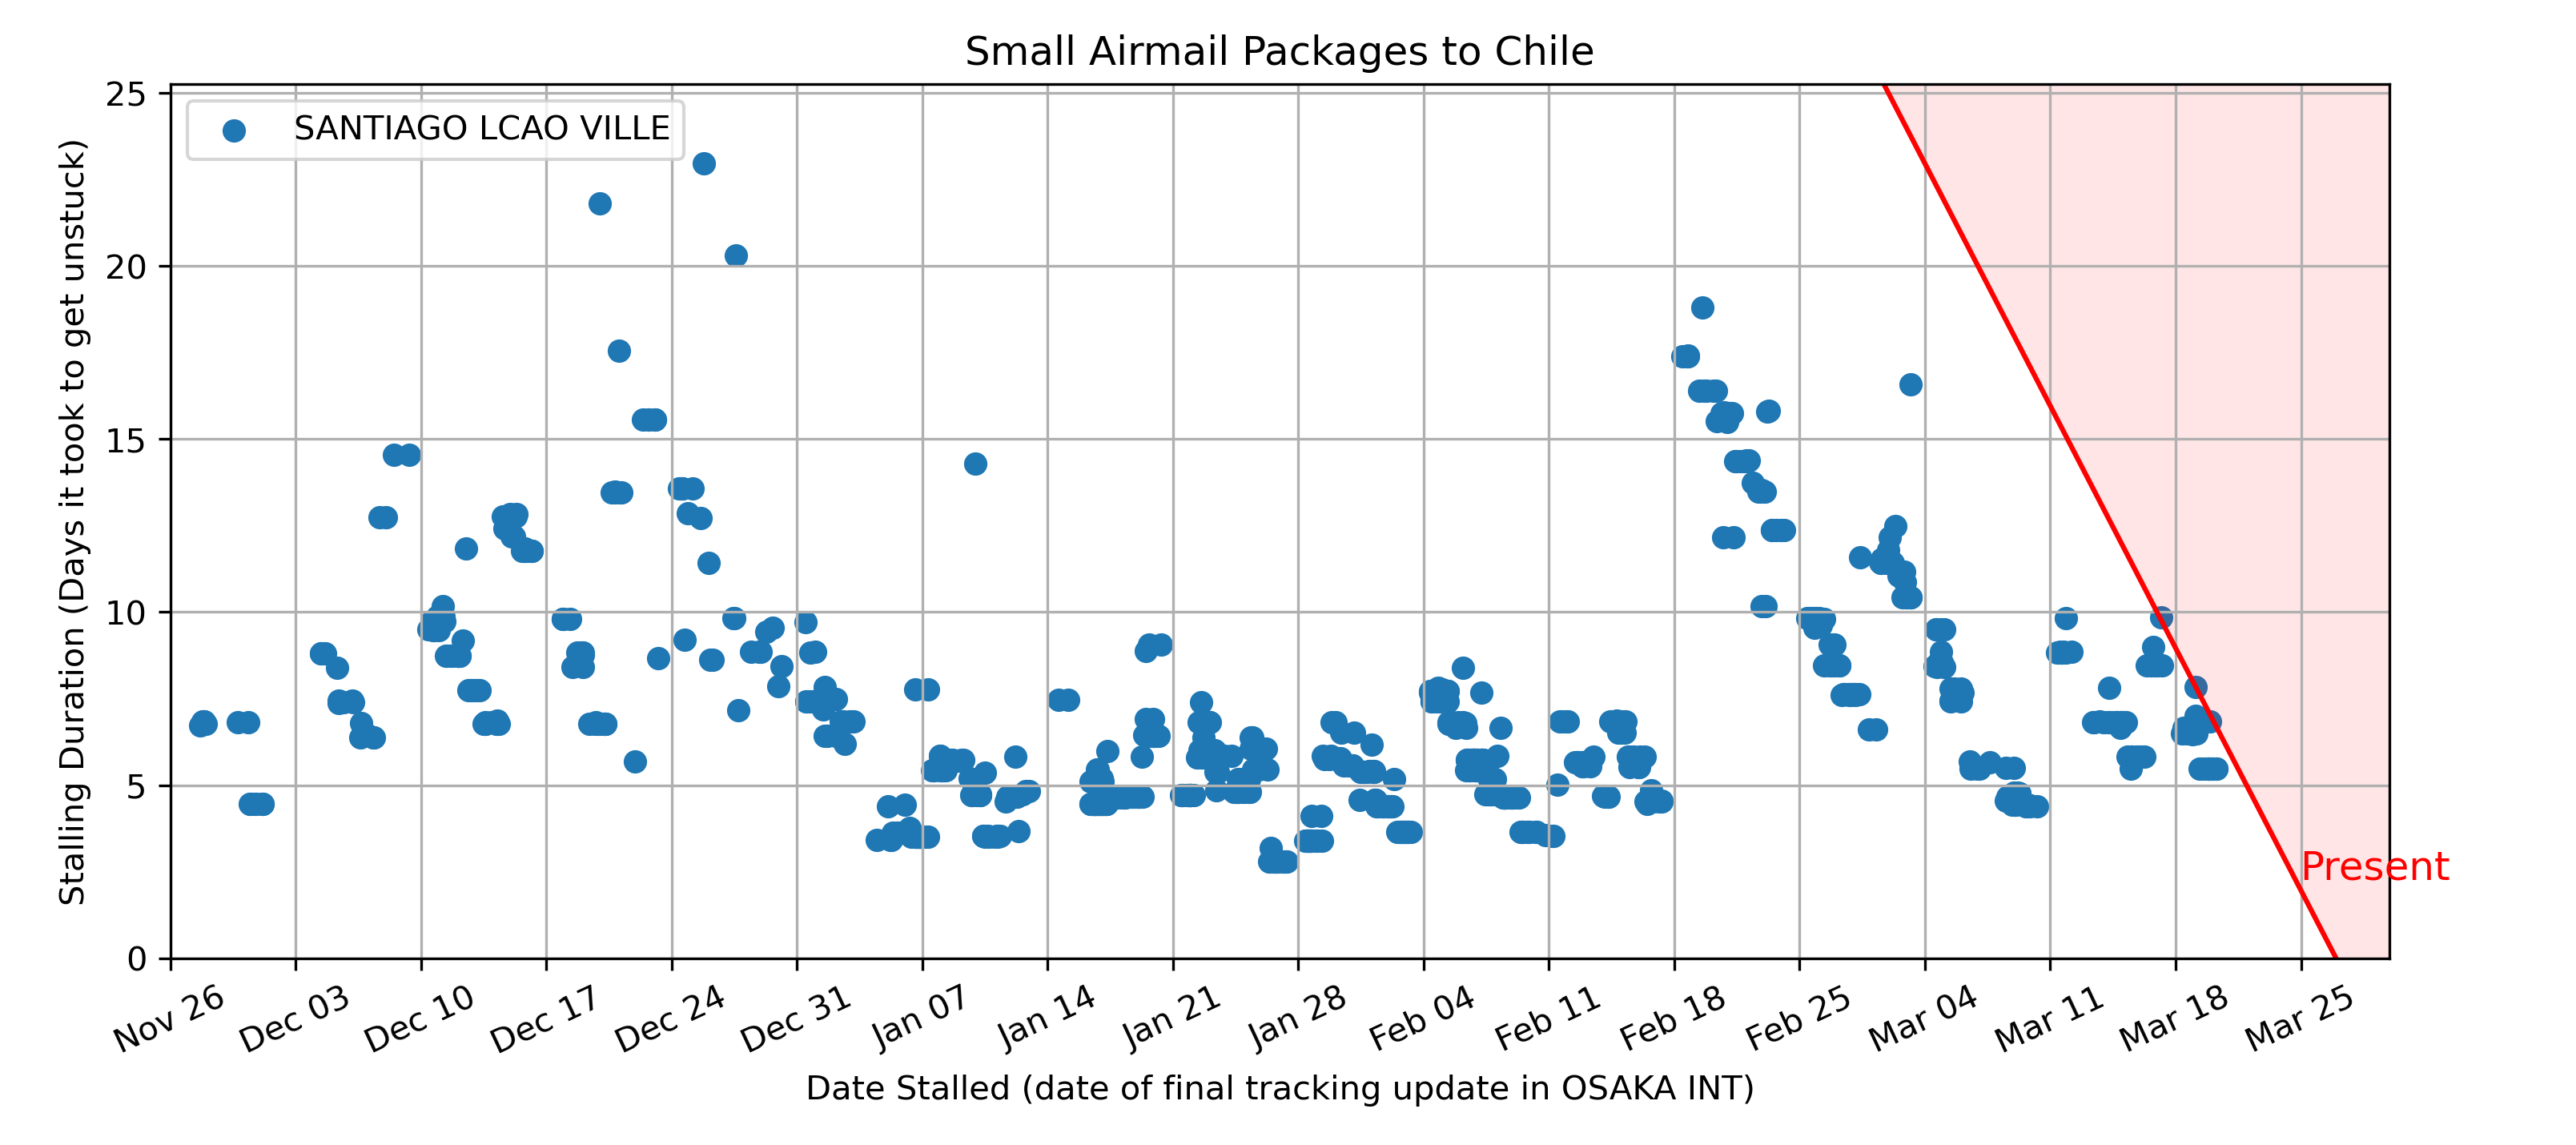 Small Airmail Packages to Chile
SANTIAGO LCAO VILLE
Stalling Duration (Days it took to get unstuck)
25
20
15
10
5
0
Present
Nov 26
Dec 03
Dec 10
Dec 17
Dec 24
Dec 31
Jan 07
Jan 14
Jan 21
Jan 28
Feb 04
Feb 11
Feb 18
Feb 25
Mar 04
Mar 11
Mar 18
Mar 25
Date Stalled (date of final tracking update in OSAKA INT)